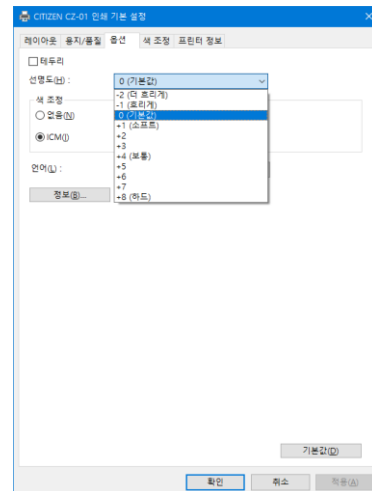 CITIZEN CZ-01 인쇄 기본 설정
레이아웃 용지/품질 옵션 색 조정 프린터 정보
테두리
선명도(H) : 0 (기본값)
-2 (더 흐리게)
-1 (흐리게)
0 (기본값)
+1 (소프트)
+2
+3
+4 (보통)
+5
+6
+7
+8 (하드)
색 조정
없음(N)
ICM(I)
언어(L) :
정보(B)...
기본값(D)
확인 취소 적용(A)